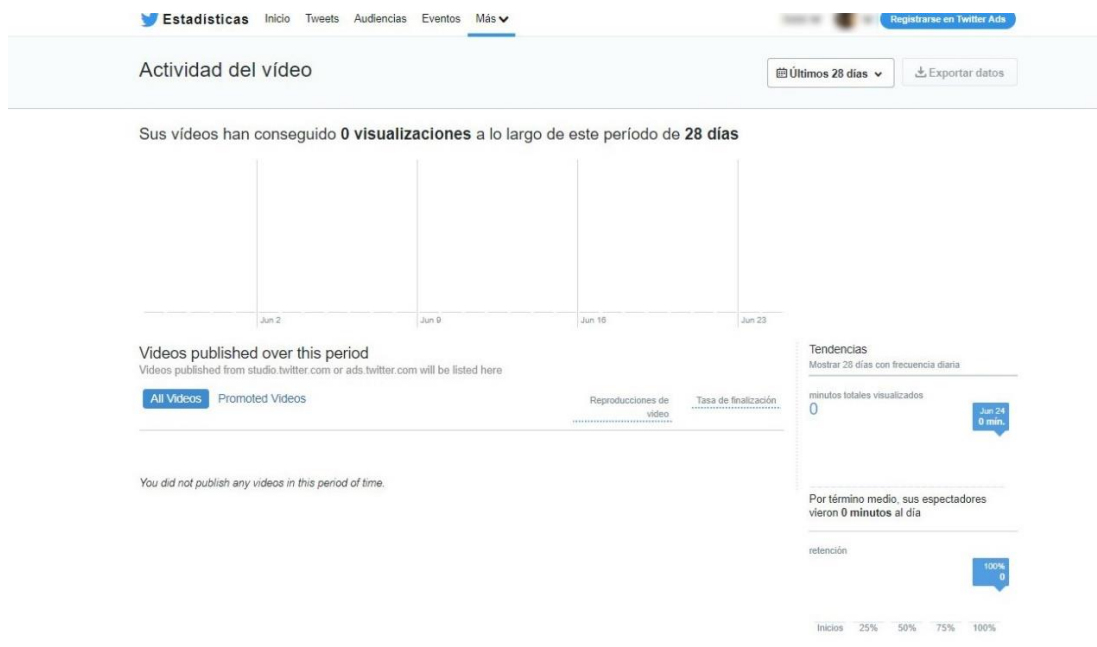 Estadísticas Inicio Tweets Audiencias Eventos Más Registrarse en Twitter Ads
Actividad del vídeo
Últimos 28 días
Exportar datos
Sus vídeos han conseguido 0 visualizaciones a lo largo de este período de 28 días
Jun 2 Jun 9 Jun 16 Jun 23
Videos published over this period
Videos published from studio.twitter.com or ads.twitter.com will be listed here
All Videos Promoted Videos
Reproducciones de
video
Tasa de finalización
You did not publish any videos in this period of time.
Tendencias
Mostrar 28 días con frecuencia diaria
minutos totales visualizados
0
Jun 24
0 min.
Por término medio, sus espectadores
vieron 0 minutos al día
retención
100%
0
Inicios 25% 50% 75% 100%